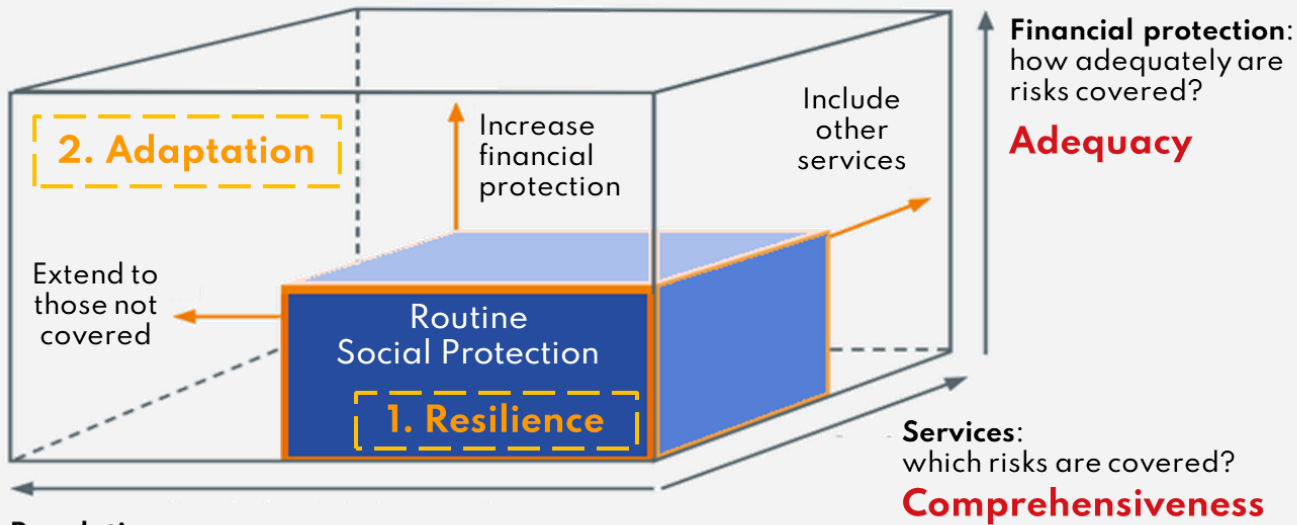 Financial protection:
how adequately are
risks covered?
Adequacy
Include
other
services
Increase
financial
protection
2. Adaptation
Extend to
those not
covered
Routine
Social Protection
1. Resilience
Services:
which risks are covered?
Comprehensiveness